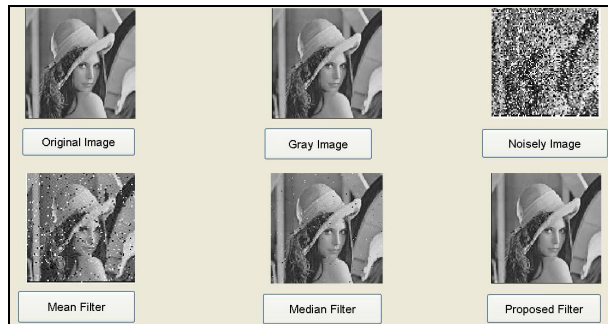 Original Image
Gray Image
Noisely Image
Mean Filter
Median Filter
Proposed Filter